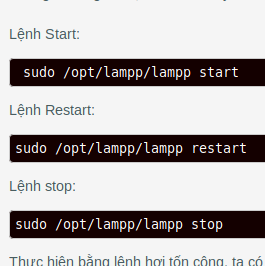 Lệnh Start:
sudo /opt/lampp/lampp start
Lệnh Restart:
sudo /opt/lampp/lampp restart
Lệnh stop:
sudo /opt/lampp/lampp stop
Thực hiện bằng lệnh hơi tốn công, ta có